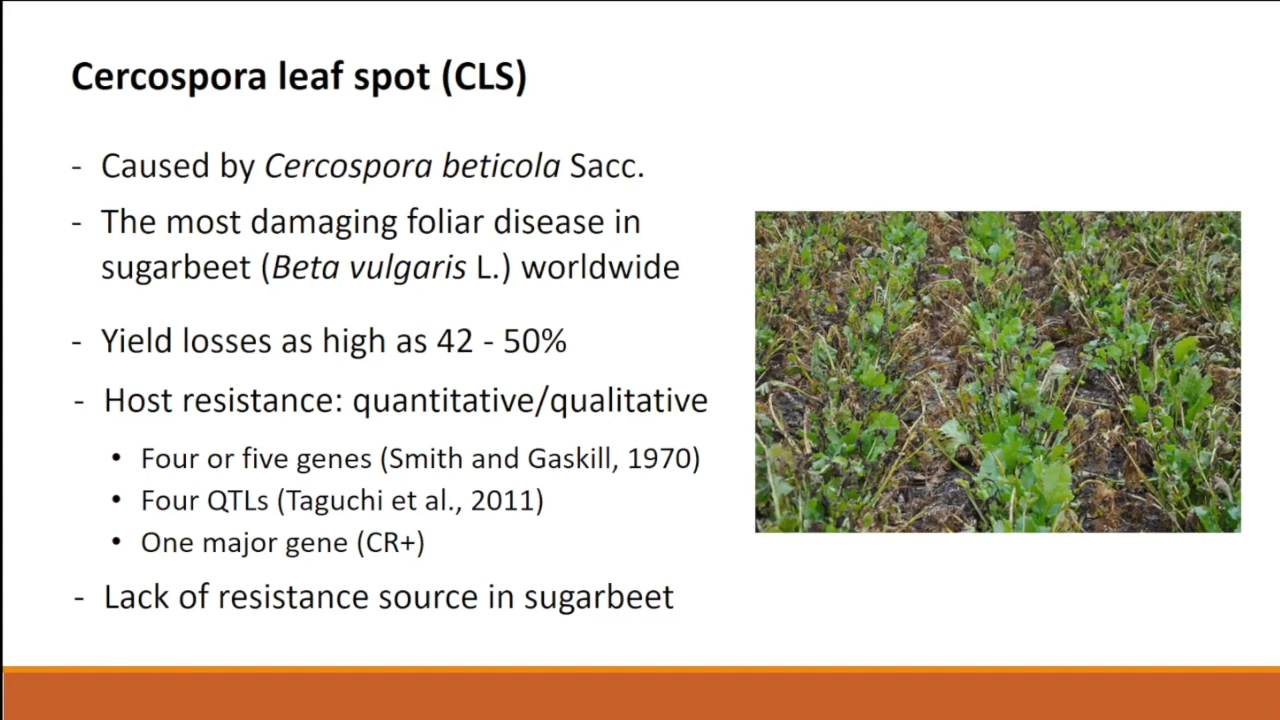 Cercospora leaf spot (CLS)
- Caused by Cercospora beticola Sacc.
- The most damaging foliar disease in
sugarbeet (Beta vulgaris L.) worldwide
- Yield losses as high as 42 - 50%
- Host resistance: quantitative/qualitative
• Four or five genes (Smith and Gaskill, 1970)
• Four QTLs (Taguchi et al., 2011)
• One major gene (CR+)
- Lack of resistance source in sugarbeet